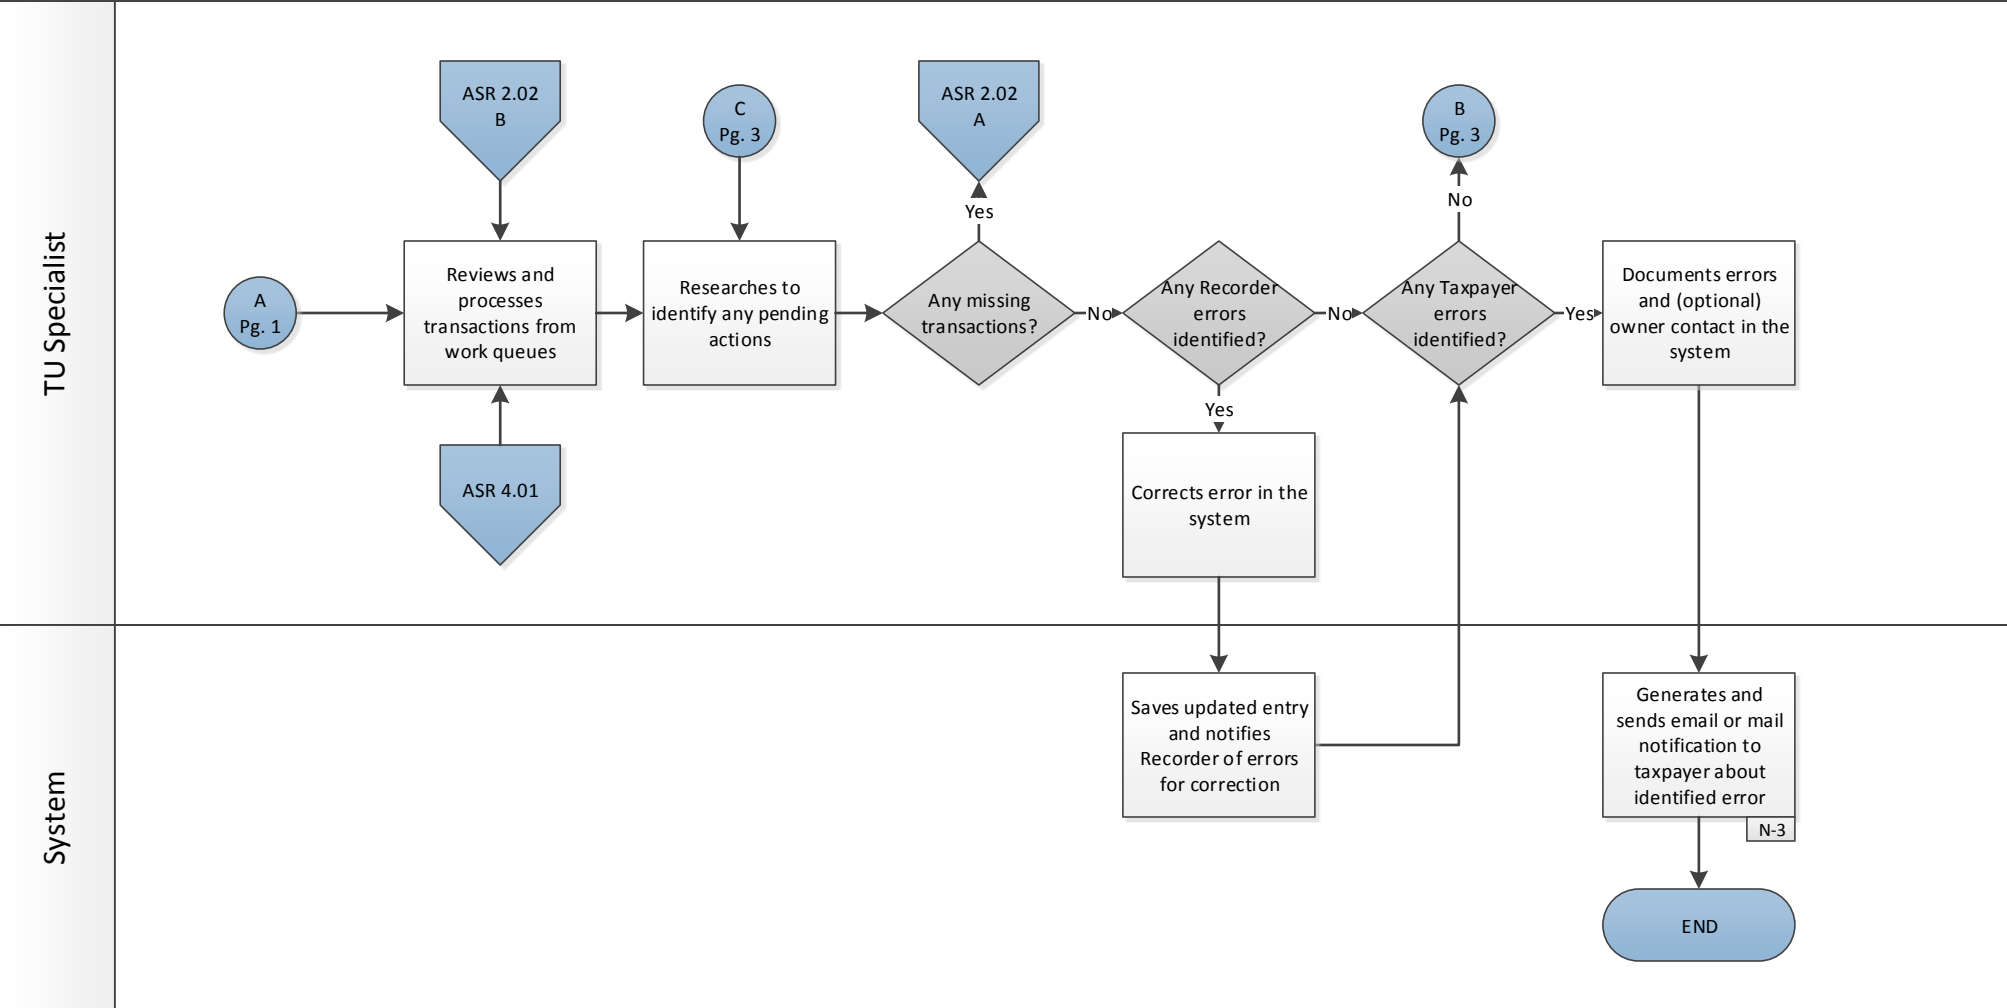 TU Specialist
ASR 2.02
B
C
Pg. 3
ASR 2.02
A
B
Pg. 3
Yes
No
A
Pg. 1
Reviews and
processes
transactions from
work queues
Researches to
identify any pending
actions
Any missing
transactions?
No
Any Recorder
errors
identified?
No
Any Taxpayer
errors
identified?
Yes
Documents errors
and (optional)
owner contact in the
system
Yes
ASR 4.01
Corrects error in the
system
System
Saves updated entry
and notifies
Recorder of errors
for correction
Generates and
sends email or mail
notification to
taxpayer about
identified error
N-3
END